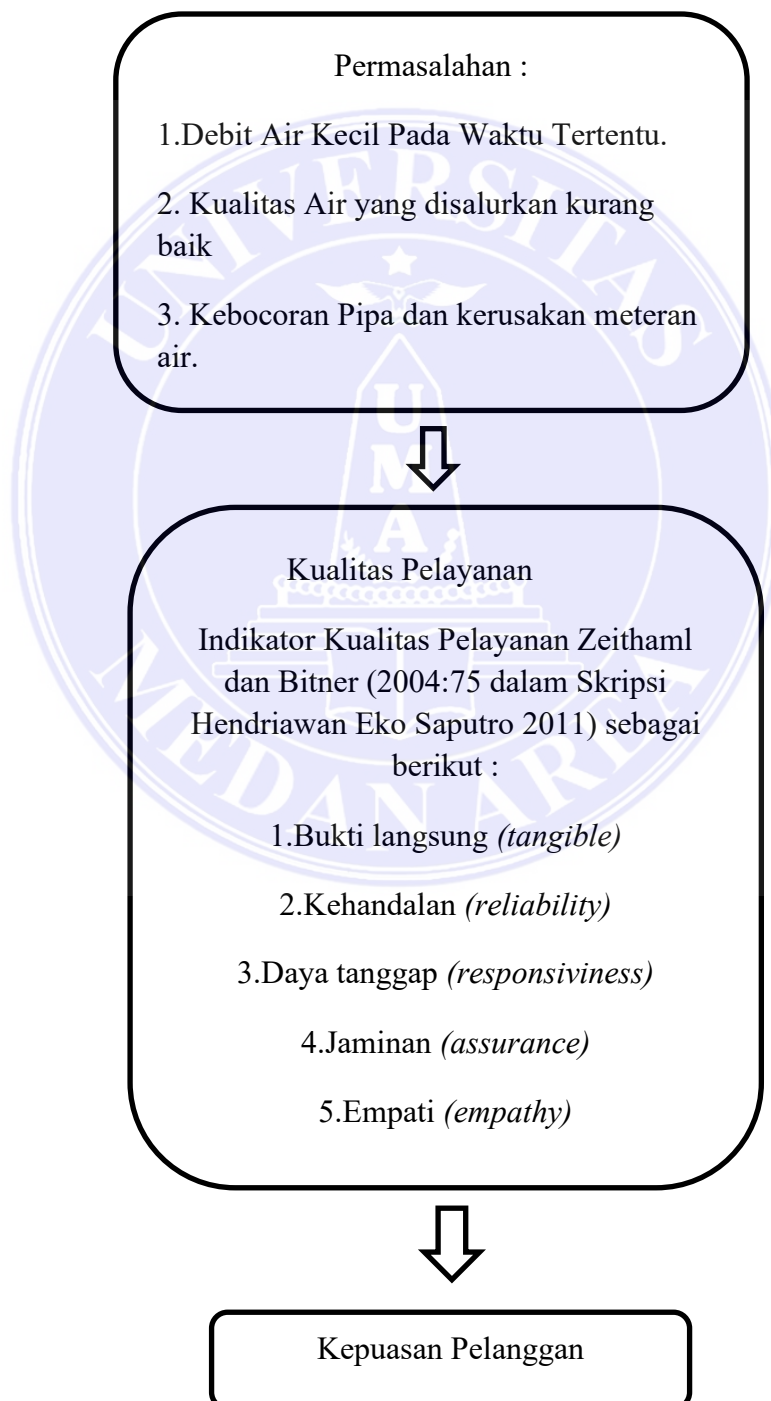 Permasalahan :
1.Debit Air Kecil Pada Waktu Tertentu.
2. Kualitas Air yang disalurkan kurang
baik
3. Kebocoran Pipa dan kerusakan meteran
air.
Kualitas Pelayanan
Indikator Kualitas Pelayanan Zeithaml
dan Bitner (2004:75 dalam Skripsi
Hendriawan Eko Saputro 2011) sebagai
berikut :
1.Bukti langsung (tangible)
2.Kehandalan (reliability)
3.Daya tanggap (responsiviness)
4.Jaminan (assurance)
5.Empati (empathy)
Kepuasan Pelanggan
UNIVERSITAS
MEDAN AREA
U
M
A